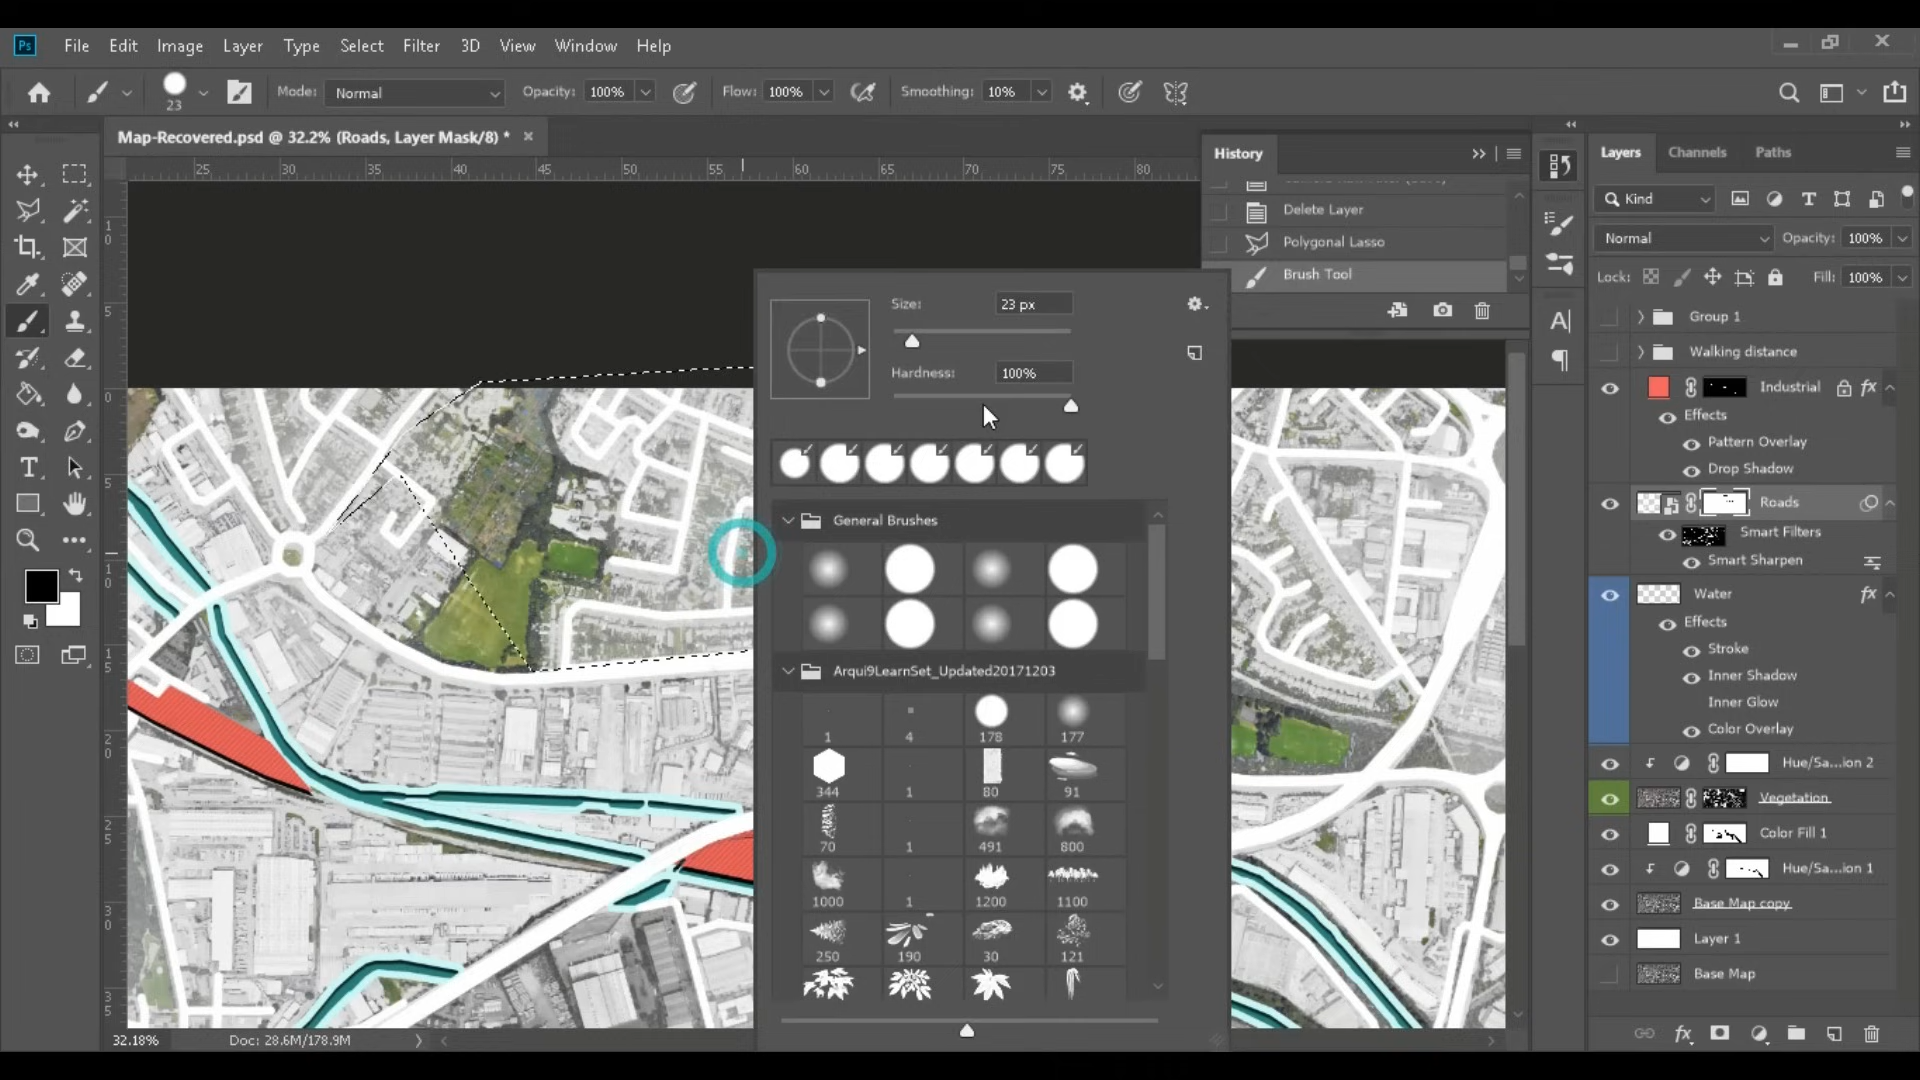 Ps File Edit Image Layer Type Select Filter 3D View Window Help
23 Mode: Normal Opacity: 100% Flow: 100% Smoothing: 10%
Map-Recovered.psd @ 32.2% (Roads, Layer Mask/8) *
25 30 35 40 45 50 55 60 65 70 75 80
History
Delete Layer
Polygonal Lasso
Brush Tool
Size: 23 px
Hardness: 100%
General Brushes
Arqui9LearnSet_Updated20171203
1 4 178 177
344 1 80 91
70 1 491 800
1000 1 1200 1100
250 190 30 121
Layers Channels Paths
Kind
Normal Opacity: 100%
Lock: Fill: 100%
Group 1
Walking distance
Industrial fx
Effects
Pattern Overlay
Drop Shadow
Roads
Smart Filters
Smart Sharpen
Water fx
Effects
Stroke
Inner Shadow
Inner Glow
Color Overlay
Hue/Sa...ion 2
Vegetation
Color Fill 1
Hue/Sa...ion 1
Base Map copy
Layer 1
Base Map
32.18% Doc: 28.6M/178.9M